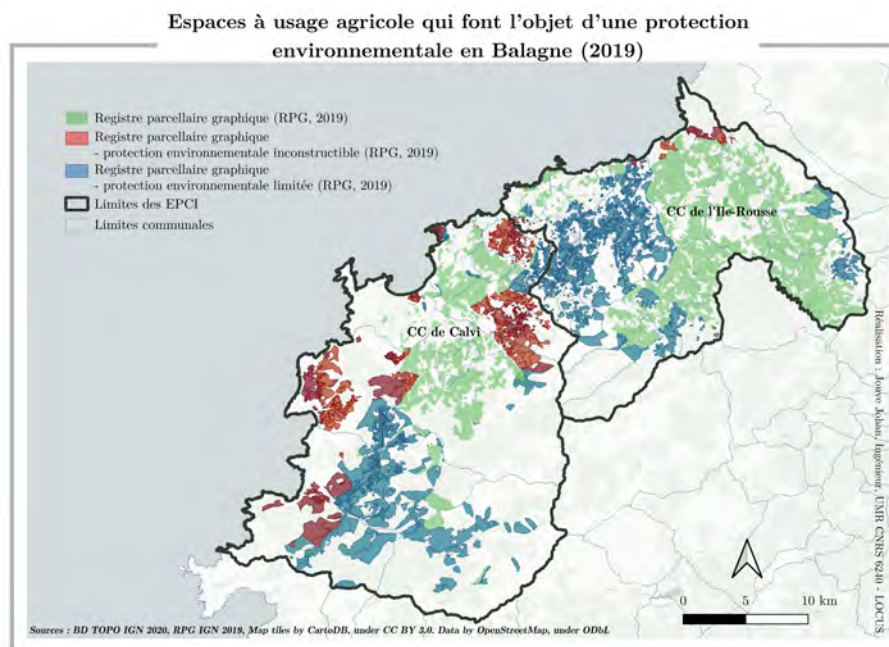 Espaces à usage agricole qui font l'objet d'une protection
environnementale en Balagne (2019)
Registre parcellaire graphique (RPG, 2019)
Registre parcellaire graphique
- protection environnementale inconstructible (RPG, 2019)
Registre parcellaire graphique
- protection environnementale limitée (RPG, 2019)
Limites des EPCI
Limites communales
CC de l'Ile-Rousse
CC de Calvi
Réalisation : Jouve Johan, Ingénieur, UMR CNRS 6240 - LOCUS
0 5 10 km
Sources : BD TOPO IGN 2020, RPG IGN 2019, Map tiles by CartoDB, under CC BY 3.0. Data by OpenStreetMap, under ODbL